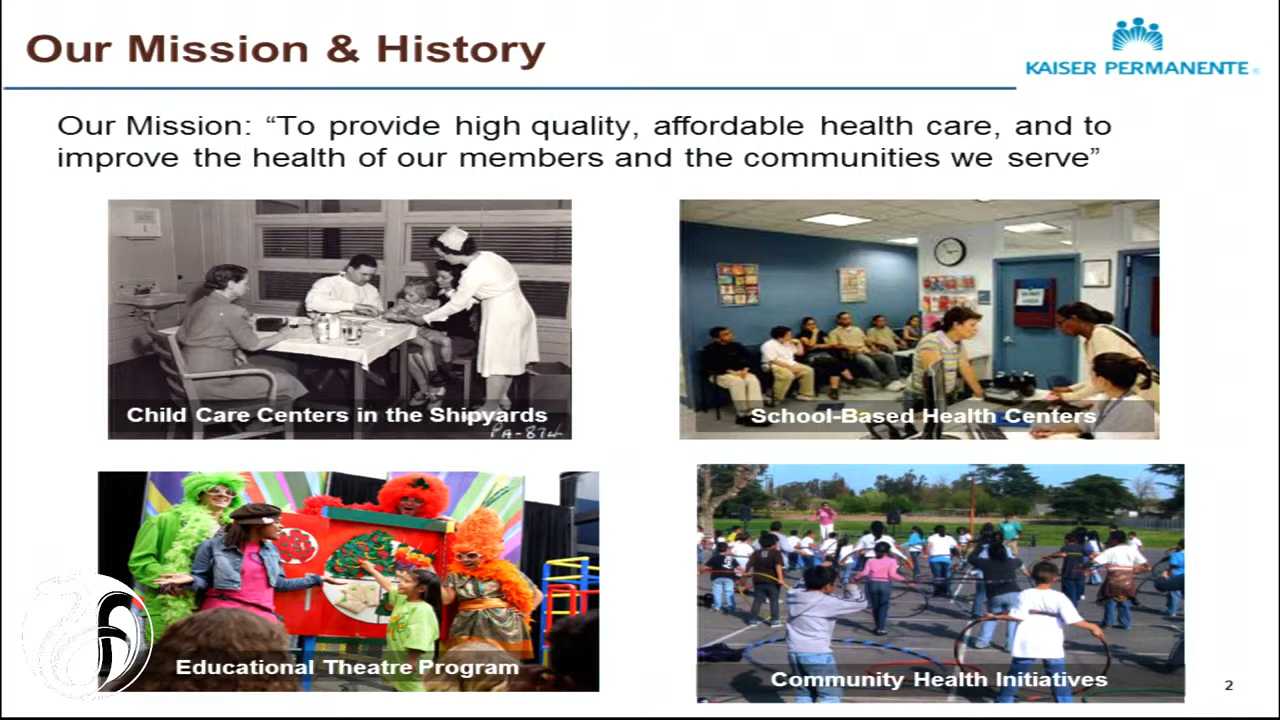 Our Mission & History
KAISER PERMANENTE®
Our Mission: “To provide high quality, affordable health care, and to
improve the health of our members and the communities we serve”
Child Care Centers in the Shipyards
PA-874
School-Based Health Centers
Educational Theatre Program
Community Health Initiatives
2